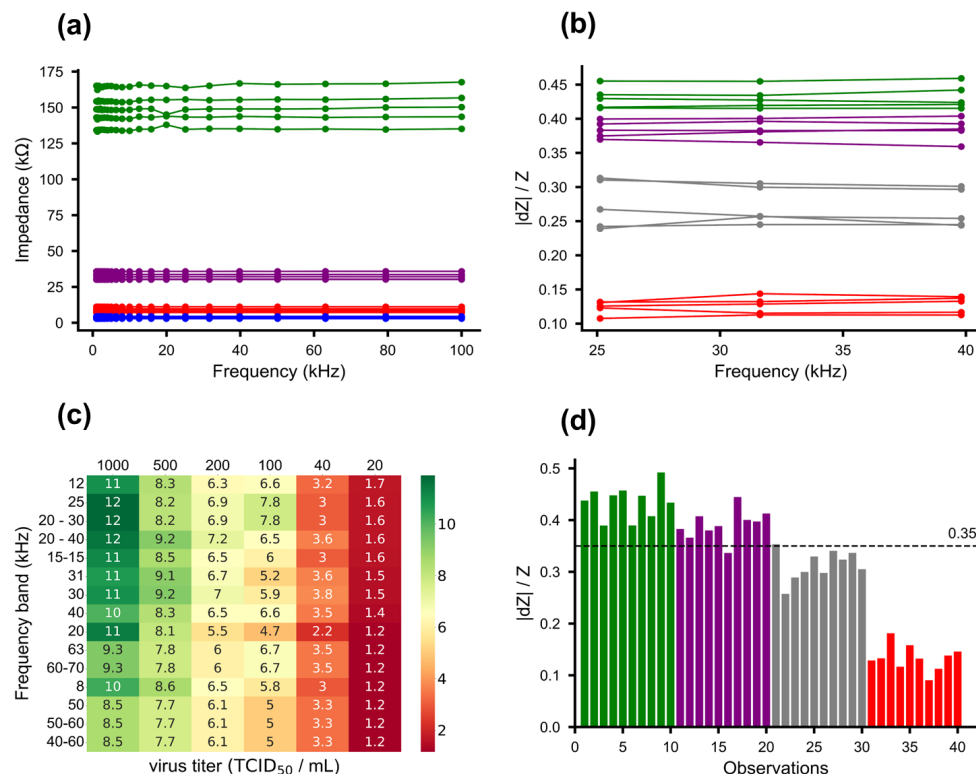 (a)
175
150
125
100
75
50
25
0
Impedance (kΩ)
0
20
40
60
80
100
Frequency (kHz)
(b)
0.45
0.40
0.35
0.30
0.25
0.20
0.15
0.10
|dZ| / Z
25
30
35
40
Frequency (kHz)
(c)
1000 500 200 100 40 20
12 11 8.3 6.3 6.6 3.2 1.7
25 12 8.2 6.9 7.8 3 1.6
20 - 30 12 8.2 6.9 7.8 3 1.6
20 - 40 12 9.2 7.2 6.5 3.6 1.6
15-15 11 8.5 6.5 6 3 1.6
31 11 9.1 6.7 5.2 3.6 1.5
30 11 9.2 7 5.9 3.8 1.5
40 10 8.3 6.5 6.6 3.5 1.4
20 11 8.1 5.5 4.7 2.2 1.2
63 9.3 7.8 6 6.7 3.5 1.2
60-70 9.3 7.8 6 6.7 3.5 1.2
8 10 8.6 6.5 5.8 3 1.2
50 8.5 7.7 6.1 5 3.3 1.2
50-60 8.5 7.7 6.1 5 3.3 1.2
40-60 8.5 7.7 6.1 5 3.3 1.2
Frequency band (kHz)
virus titer (TCID50 / mL)
10
8
6
4
2
(d)
0.5
0.4
0.3
0.2
0.1
0.0
|dZ| / Z
0.35
0
5
10
15
20
25
30
35
40
Observations